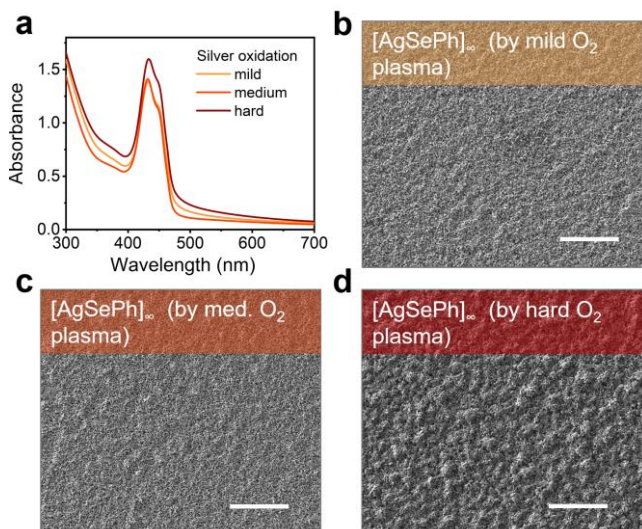 a
Silver oxidation
mild
medium
hard
1.5
1.0
0.5
0.0
Absorbance
300 400 500 600 700
Wavelength (nm)
b
[AgSePh]∞ (by mild O₂
plasma)
c
[AgSePh]∞ (by med. O₂
plasma)
d
[AgSePh]∞ (by hard O₂
plasma)